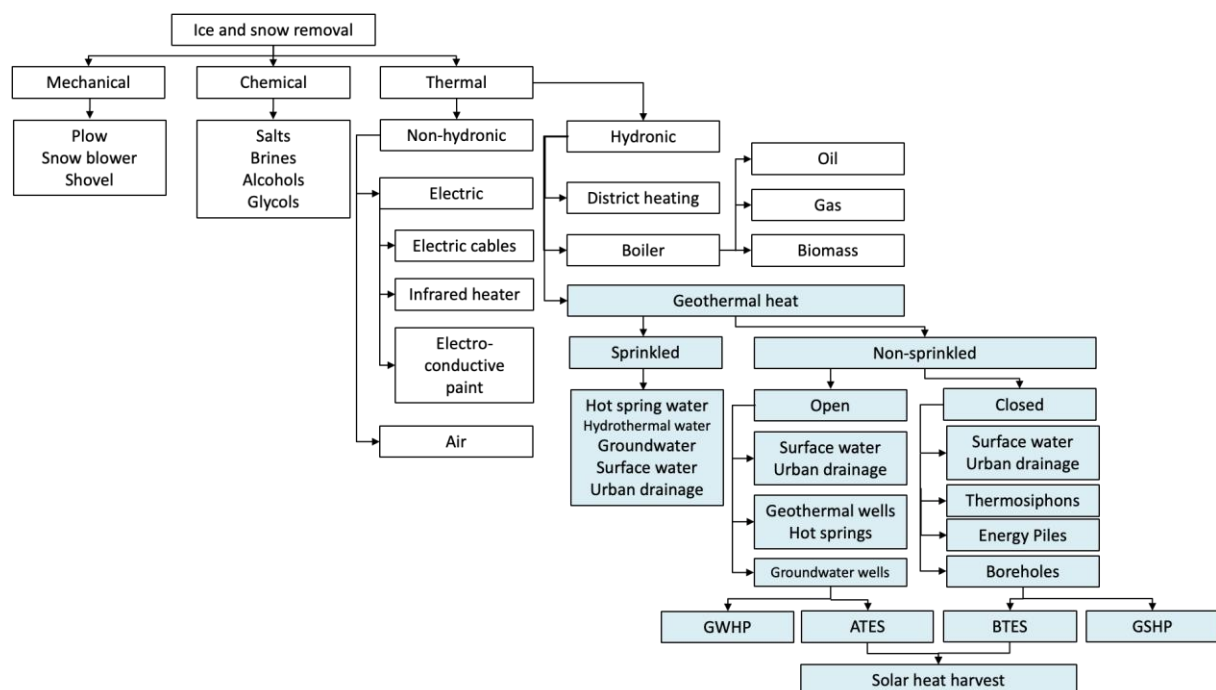 Ice and snow removal
Mechanical
Chemical
Thermal
Plow
Snow blower
Shovel
Salts
Brines
Alcohols
Glycols
Non-hydronic
Hydronic
Electric
Electric cables
Infrared heater
Electro-
conductive
paint
Air
District heating
Boiler
Oil
Gas
Biomass
Geothermal heat
Sprinkled
Non-sprinkled
Hot spring water
Hydrothermal water
Groundwater
Surface water
Urban drainage
Open
Closed
Surface water
Urban drainage
Geothermal wells
Hot springs
Groundwater wells
Surface water
Urban drainage
Thermosiphons
Energy Piles
Boreholes
GWHP
ATES
BTES
GSHP
Solar heat harvest